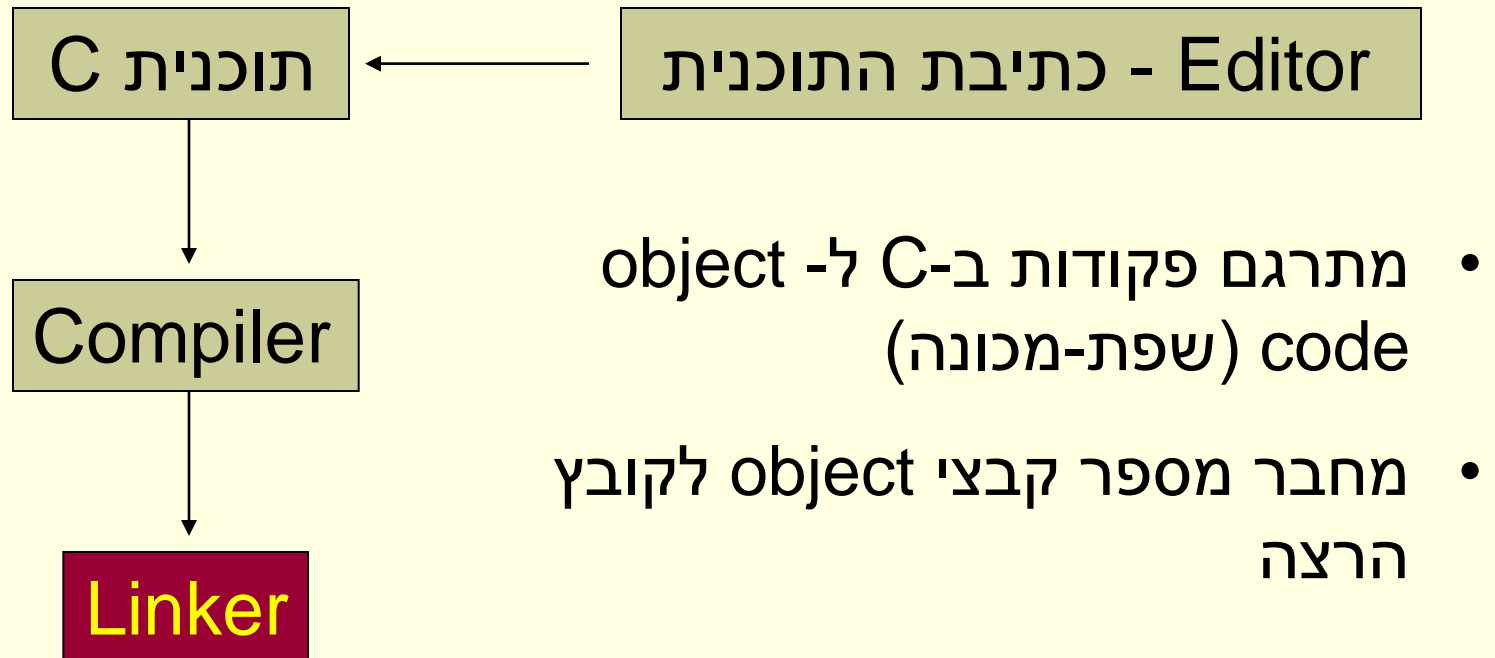 Editor - כתיבת התוכנית
תוכנית C
Compiler
• מתרגם פקודות ב-C ל- object
code (שפת-מכונה)
• מחבר מספר קבצי object לקובץ
הרצה
Linker